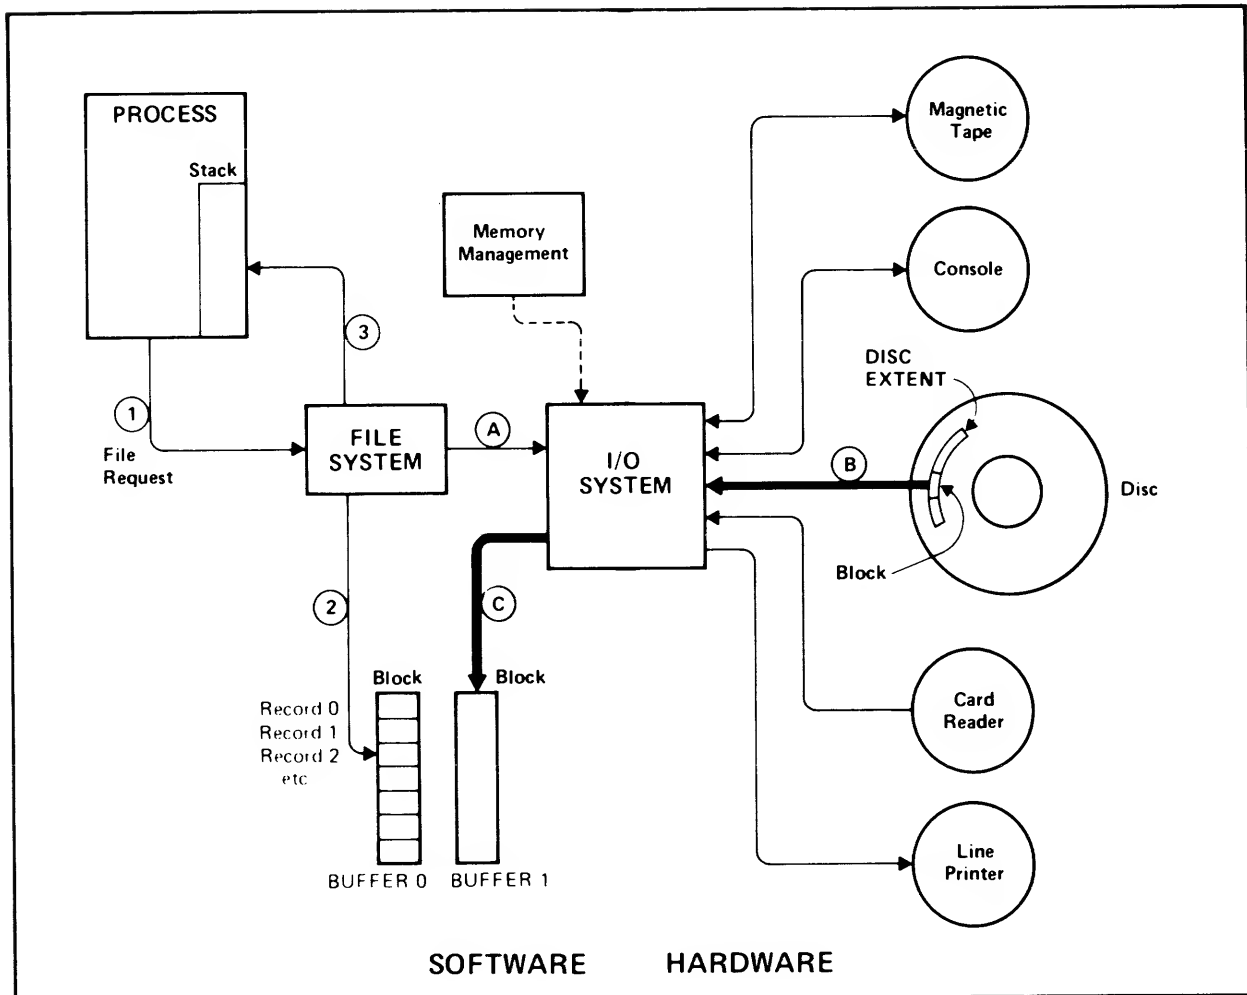 PROCESS
Stack
Magnetic
Tape
Memory
Management
Console
3
DISC
EXTENT
1
File
Request
FILE
SYSTEM
A
I/O
SYSTEM
B
Disc
Block
2
C
Block
Block
Record 0
Record 1
Record 2
etc
Card
Reader
Line
Printer
BUFFER 0
BUFFER 1
SOFTWARE
HARDWARE